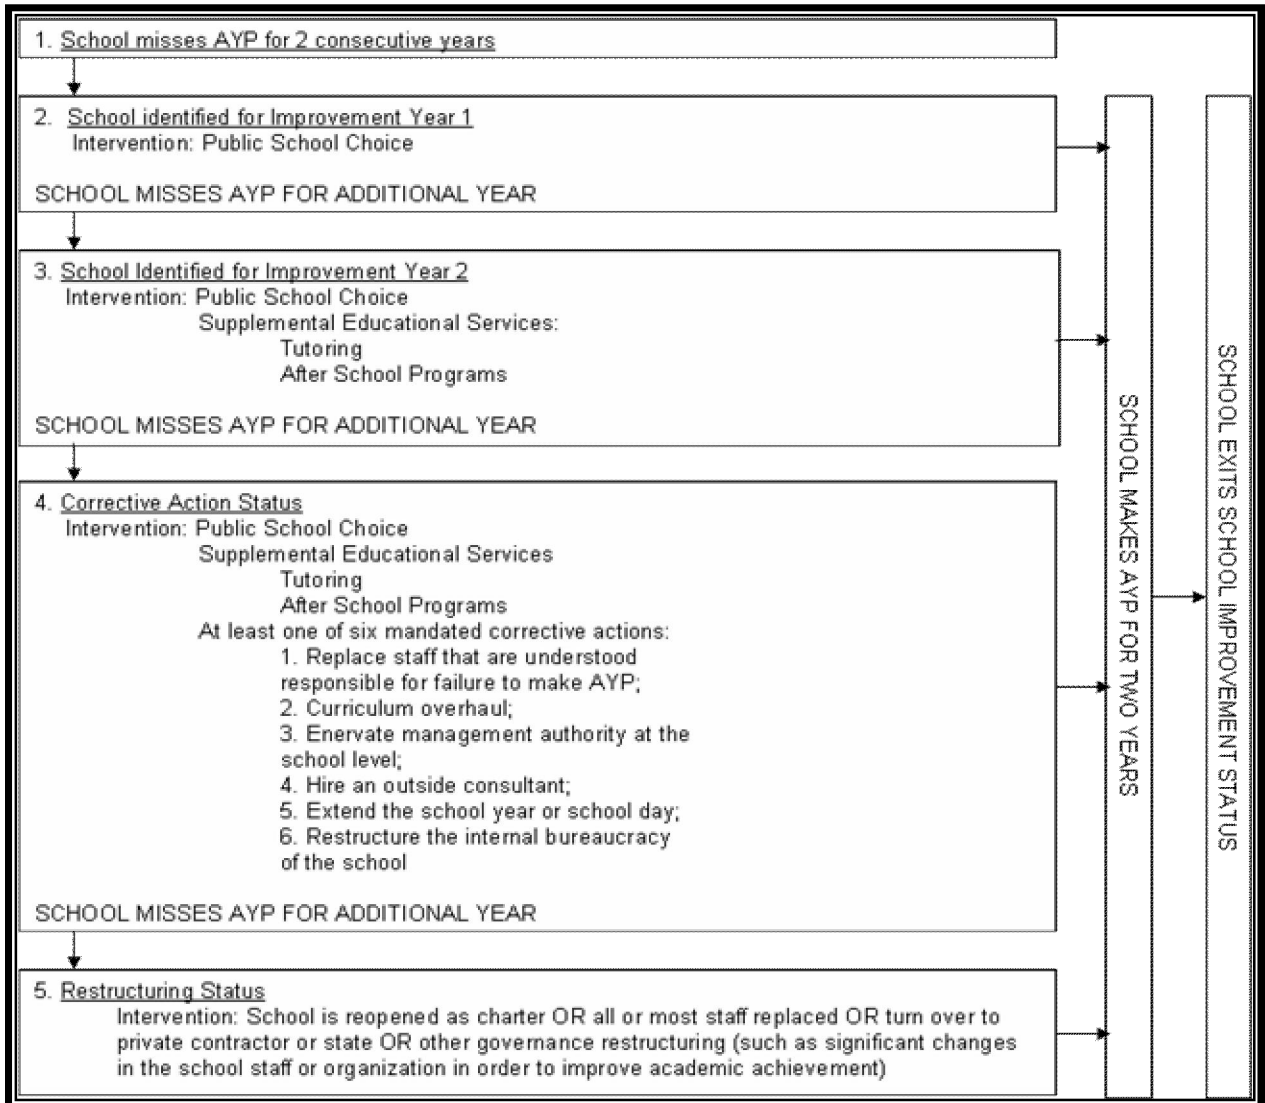 1. School misses AYP for 2 consecutive years
2. School identified for Improvement Year 1
Intervention: Public School Choice
SCHOOL MISSES AYP FOR ADDITIONAL YEAR
3. School Identified for Improvement Year 2
Intervention: Public School Choice
Supplemental Educational Services:
Tutoring
After School Programs
SCHOOL MISSES AYP FOR ADDITIONAL YEAR
4. Corrective Action Status
Intervention: Public School Choice
Supplemental Educational Services
Tutoring
After School Programs
At least one of six mandated corrective actions:
1. Replace staff that are understood
responsible for failure to make AYP;
2. Curriculum overhaul;
3. Enervate management authority at the
school level;
4. Hire an outside consultant;
5. Extend the school year or school day;
6. Restructure the internal bureaucracy
of the school
SCHOOL MISSES AYP FOR ADDITIONAL YEAR
5. Restructuring Status
Intervention: School is reopened as charter OR all or most staff replaced OR turn over to
private contractor or state OR other governance restructuring (such as significant changes
in the school staff or organization in order to improve academic achievement)
SCHOOL MAKES AYP FOR TWO YEARS
SCHOOL EXITS SCHOOL IMPROVEMENT STATUS